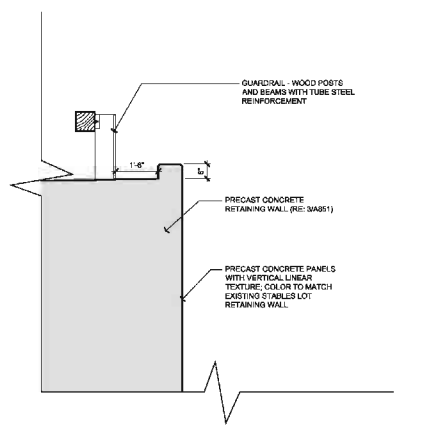 GUARDRAIL - WOOD POSTS
AND BEAMS WITH TUBE STEEL
REINFORCEMENT
1'-6"
6"
PRECAST CONCRETE
RETAINING WALL (RE: 3/A851)
PRECAST CONCRETE PANELS
WITH VERTICAL LINEAR
TEXTURE; COLOR TO MATCH
EXISTING STABLES LOT
RETAINING WALL